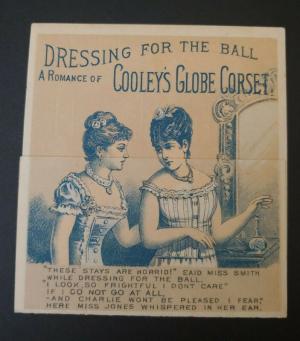 DRESSING FOR THE BALL
A ROMANCE OF COOLEY'S GLOBE CORSET
"THESE STAYS ARE HORRID!" SAID MISS SMITH
WHILE DRESSING FOR THE BALL,
"I LOOK SO FRIGHTFUL I DONT CARE"
IF I DO NOT GO AT ALL,
-AND CHARLIE WONT BE PLEASED I FEAR;"
HERE MISS JONES WHISPERED IN HER EAR.